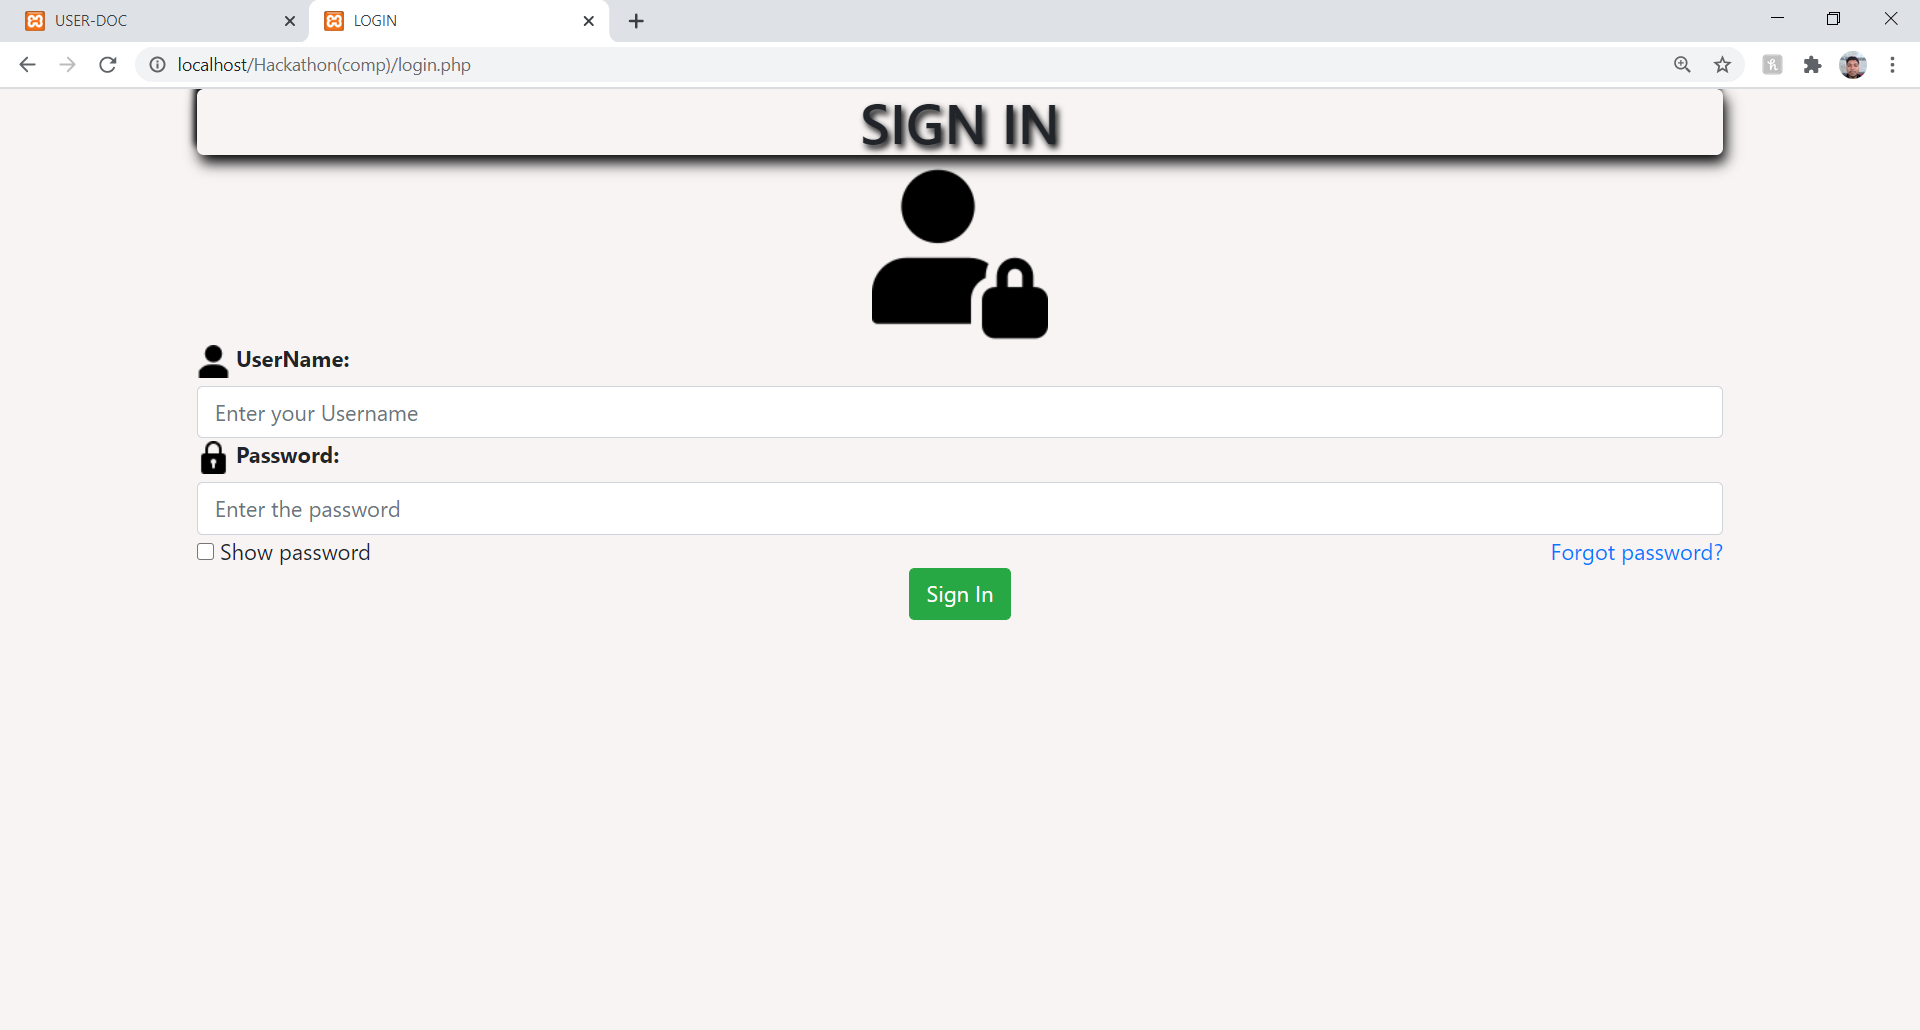 USER-DOC
LOGIN
localhost/Hackathon(comp)/login.php
SIGN IN
UserName:
Enter your Username
Password:
Enter the password
Show password
Forgot password?
Sign In